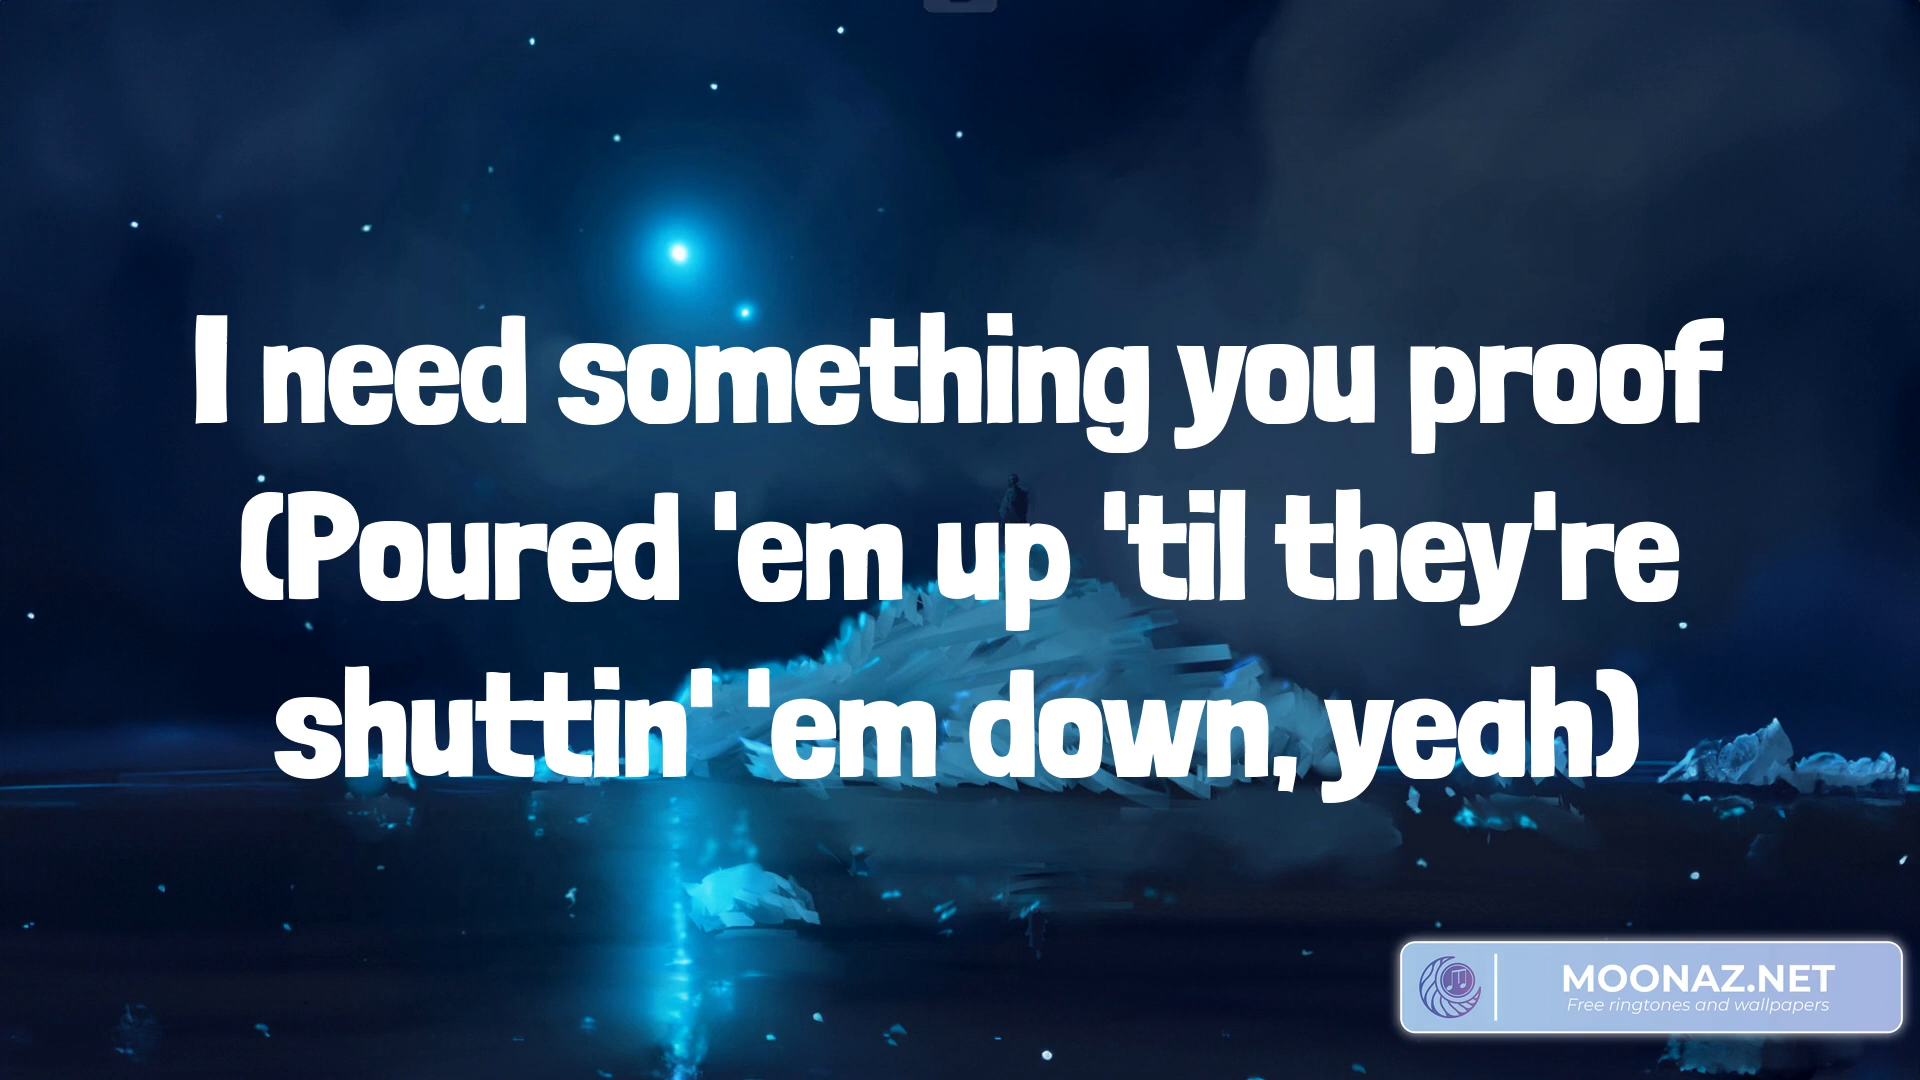 I need something you proof
(Poured 'em up 'til they're
shuttin' 'em down, yeah)
MOONAZ.NET
Free ringtones and wallpapers